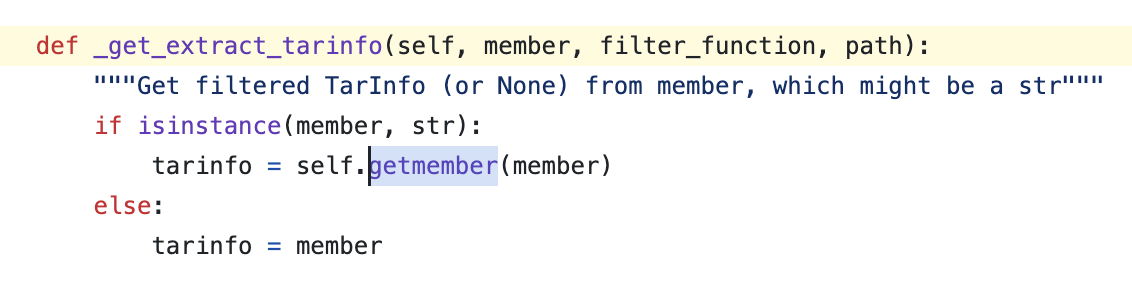 def _get_extract_tarinfo(self, member, filter_function, path):
    """Get filtered TarInfo (or None) from member, which might be a str"""
    if isinstance(member, str):
        tarinfo = self.getmember(member)
    else:
        tarinfo = member